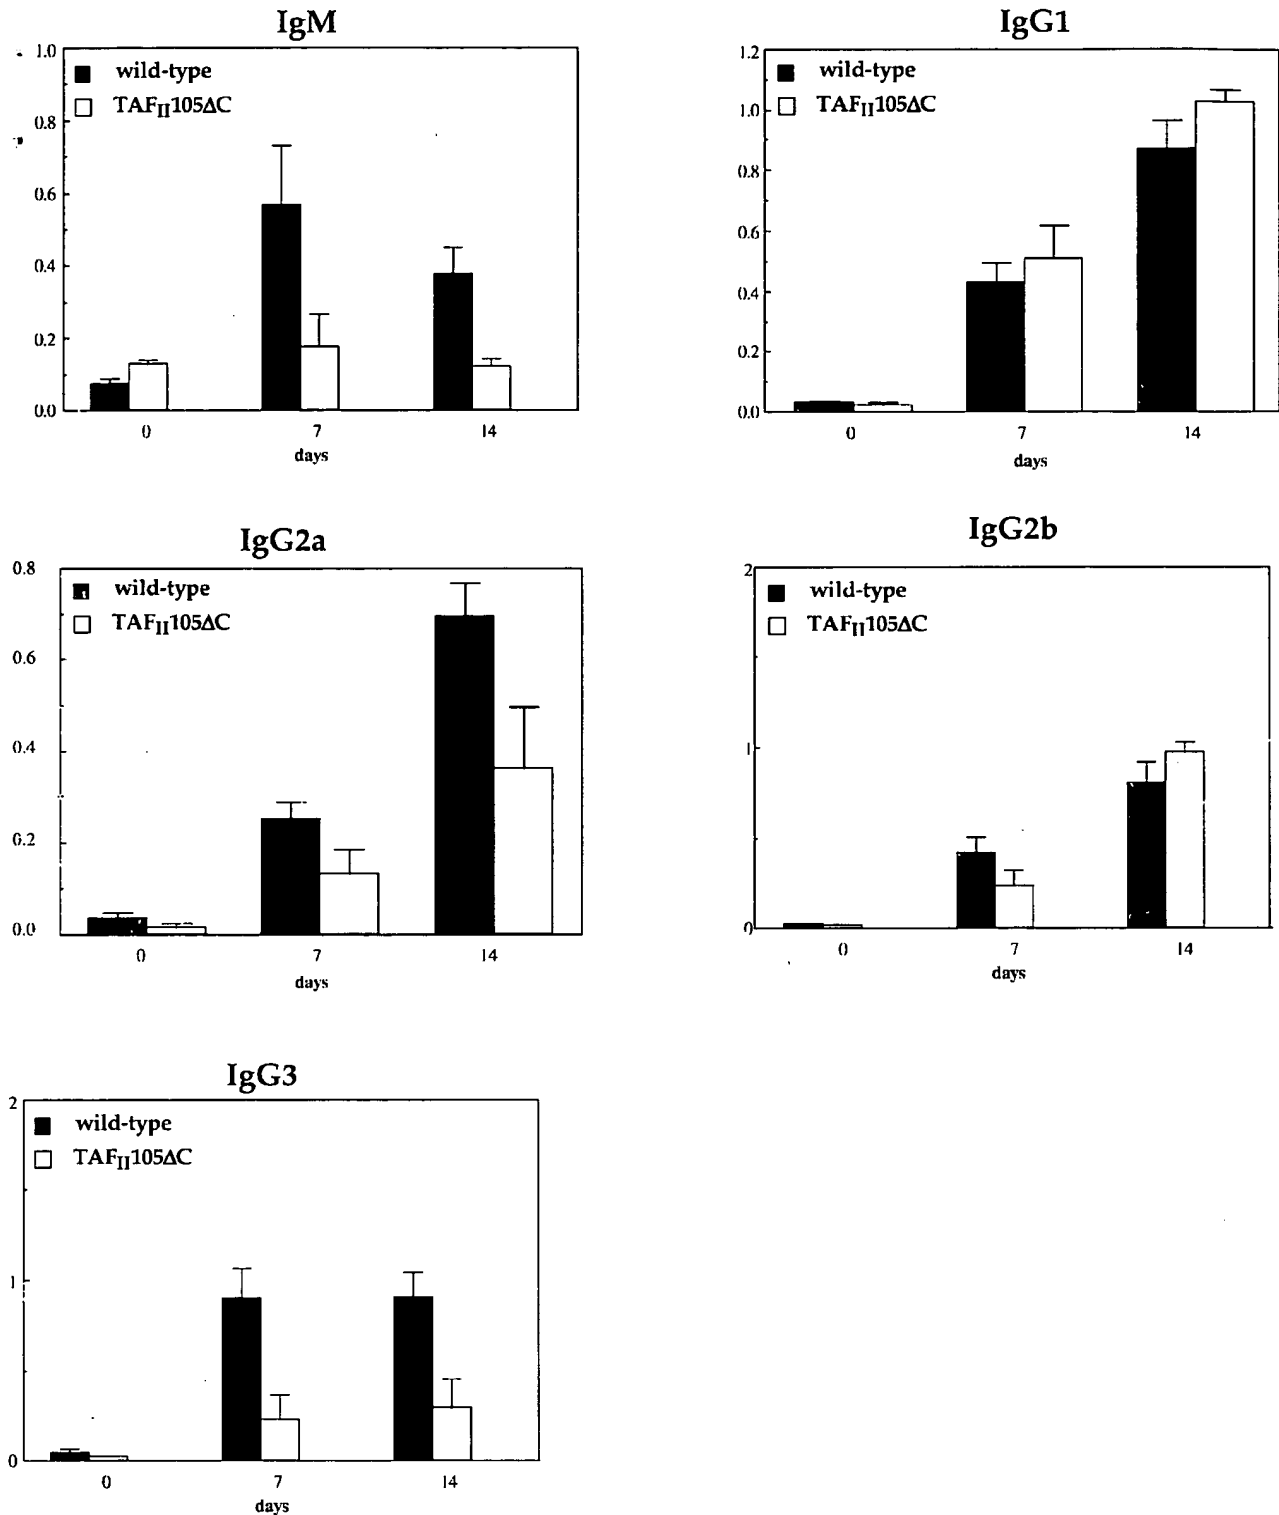 IgM
1.0
wild-type
TAFII105ΔC
0.8
0.6
0.4
0.2
0.0
0 7 14
days
IgG1
1.2
wild-type
TAFII105ΔC
1.0
0.8
0.6
0.4
0.2
0.0
0 7 14
days
IgG2a
0.8
wild-type
TAFII105ΔC
0.6
0.4
0.2
0.0
0 7 14
days
IgG2b
2
wild-type
TAFII105ΔC
1
0
0 7 14
days
IgG3
2
wild-type
TAFII105ΔC
1
0
0 7 14
days